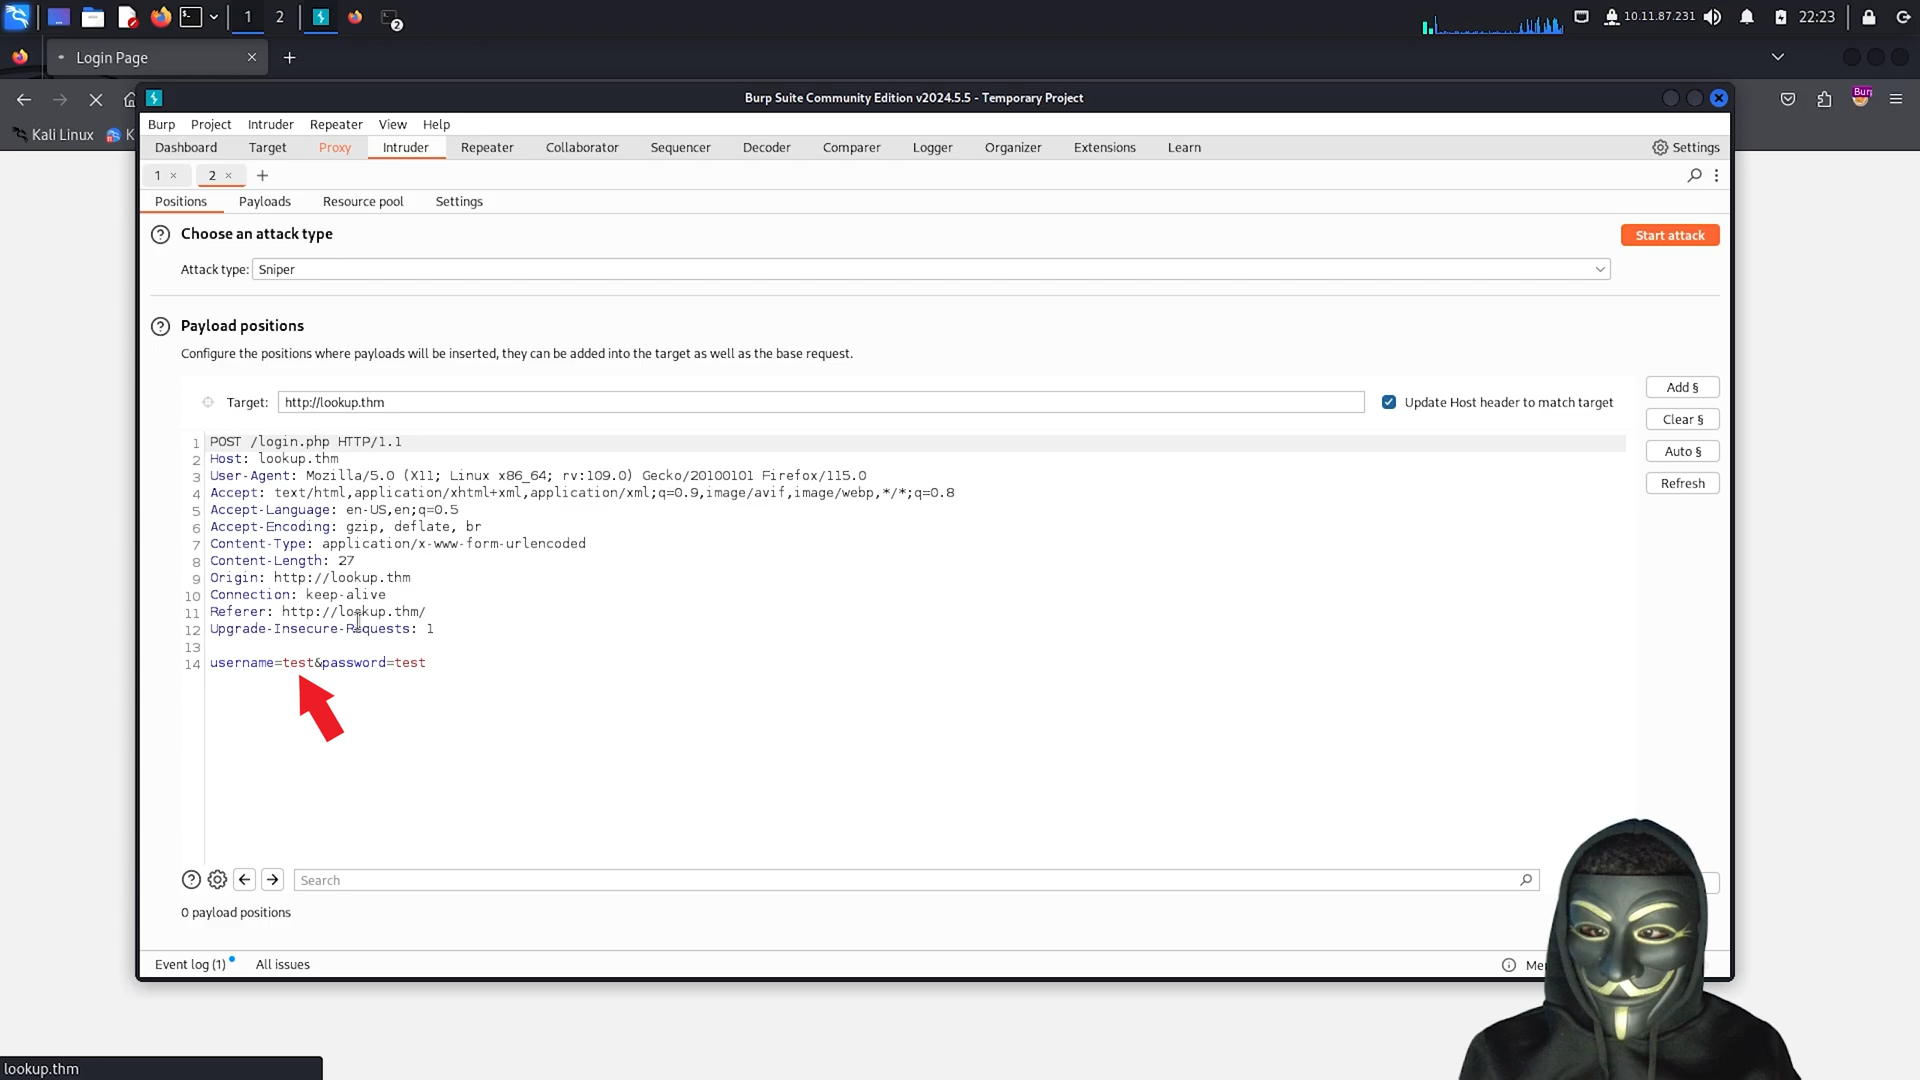 1 2 2 10.11.87.231 22:23
Login Page
Burp Suite Community Edition v2024.5.5 - Temporary Project
Burp
Kali Linux K
Burp Project Intruder Repeater View Help
Dashboard Target Proxy Intruder Repeater Collaborator Sequencer Decoder Comparer Logger Organizer Extensions Learn Settings
1 × 2 × +
Positions Payloads Resource pool Settings
Choose an attack type
Start attack
Attack type: Sniper
Payload positions
Configure the positions where payloads will be inserted, they can be added into the target as well as the base request.
Target: http://lookup.thm Update Host header to match target
Add §
Clear §
Auto §
Refresh
1 POST /login.php HTTP/1.1
2 Host: lookup.thm
3 User-Agent: Mozilla/5.0 (X11; Linux x86_64; rv:109.0) Gecko/20100101 Firefox/115.0
4 Accept: text/html,application/xhtml+xml,application/xml;q=0.9,image/avif,image/webp,*/*;q=0.8
5 Accept-Language: en-US,en;q=0.5
6 Accept-Encoding: gzip, deflate, br
7 Content-Type: application/x-www-form-urlencoded
8 Content-Length: 27
9 Origin: http://lookup.thm
10 Connection: keep-alive
11 Referer: http://lookup.thm/
12 Upgrade-Insecure-Requests: 1
13
14 username=test&password=test
Search
0 payload positions
Event log (1) All issues
lookup.thm